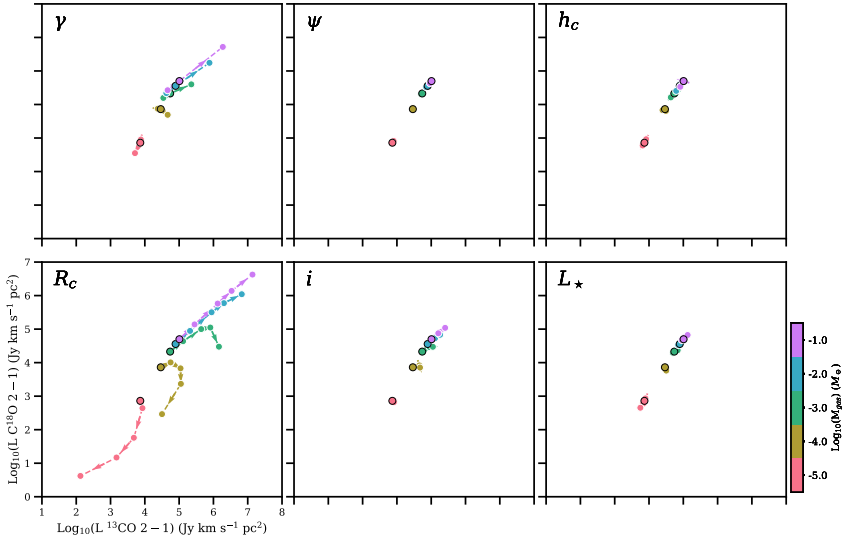 γ
ψ
h_c
R_c
i
L_★
7
6
5
4
3
2
1
0
1 2 3 4 5 6 7 8
Log₁₀(L C¹⁸O 2−1) (Jy km s⁻¹ pc²)
Log₁₀(L ¹³CO 2−1) (Jy km s⁻¹ pc²)
-1.0
-2.0
-3.0
-4.0
-5.0
Log₁₀(M_gas) (M_⊙)